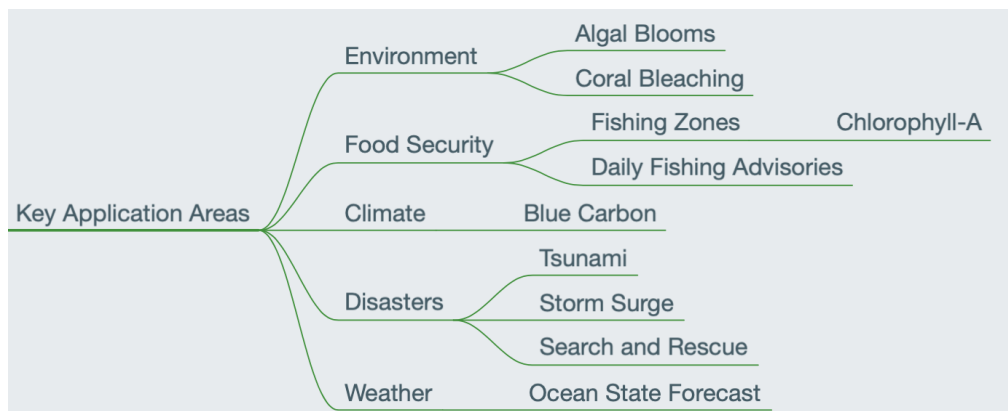 Key Application Areas
Environment
Algal Blooms
Coral Bleaching
Food Security
Fishing Zones
Chlorophyll-A
Daily Fishing Advisories
Climate
Blue Carbon
Disasters
Tsunami
Storm Surge
Search and Rescue
Weather
Ocean State Forecast